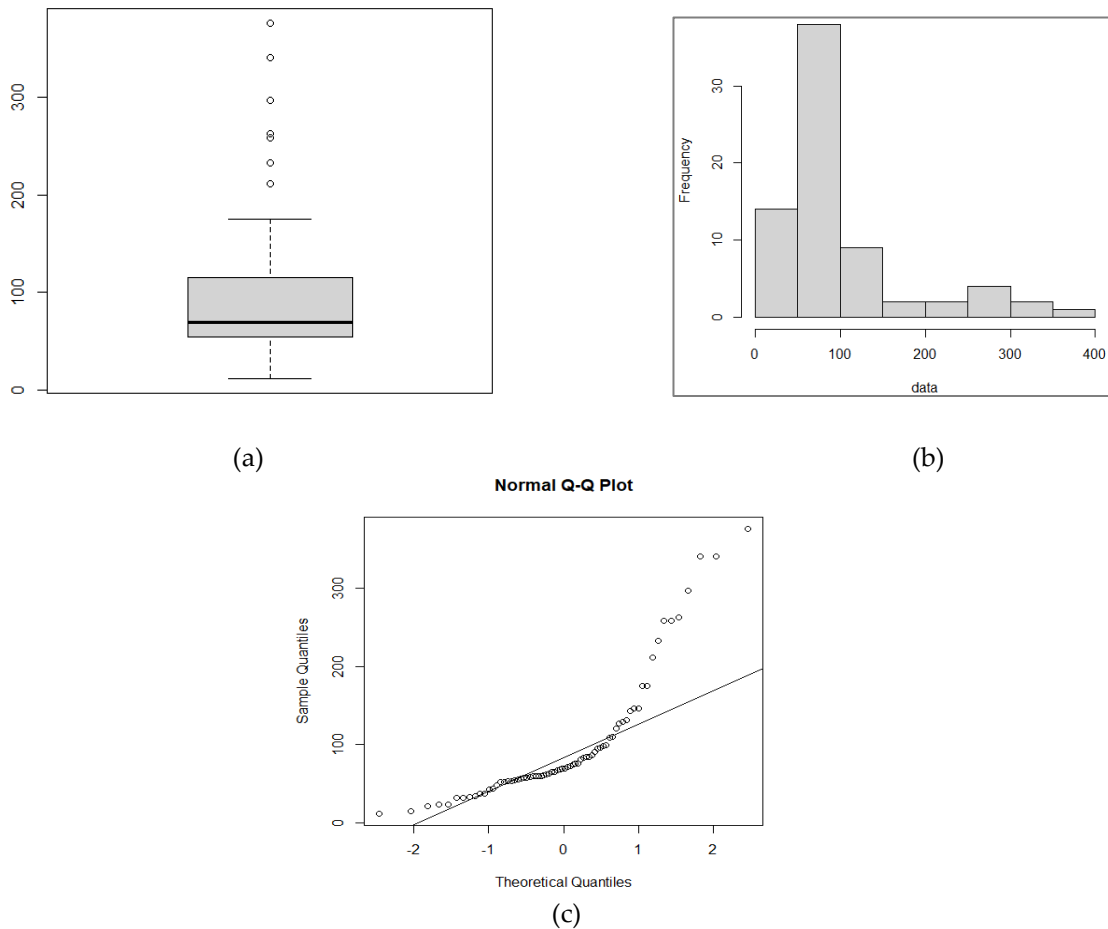 300
200
100
0
(a)
Frequency
30
20
10
0
0 100 200 300 400
data
(b)
Normal Q-Q Plot
Sample Quantiles
300
200
100
0
-2 -1 0 1 2
Theoretical Quantiles
(c)